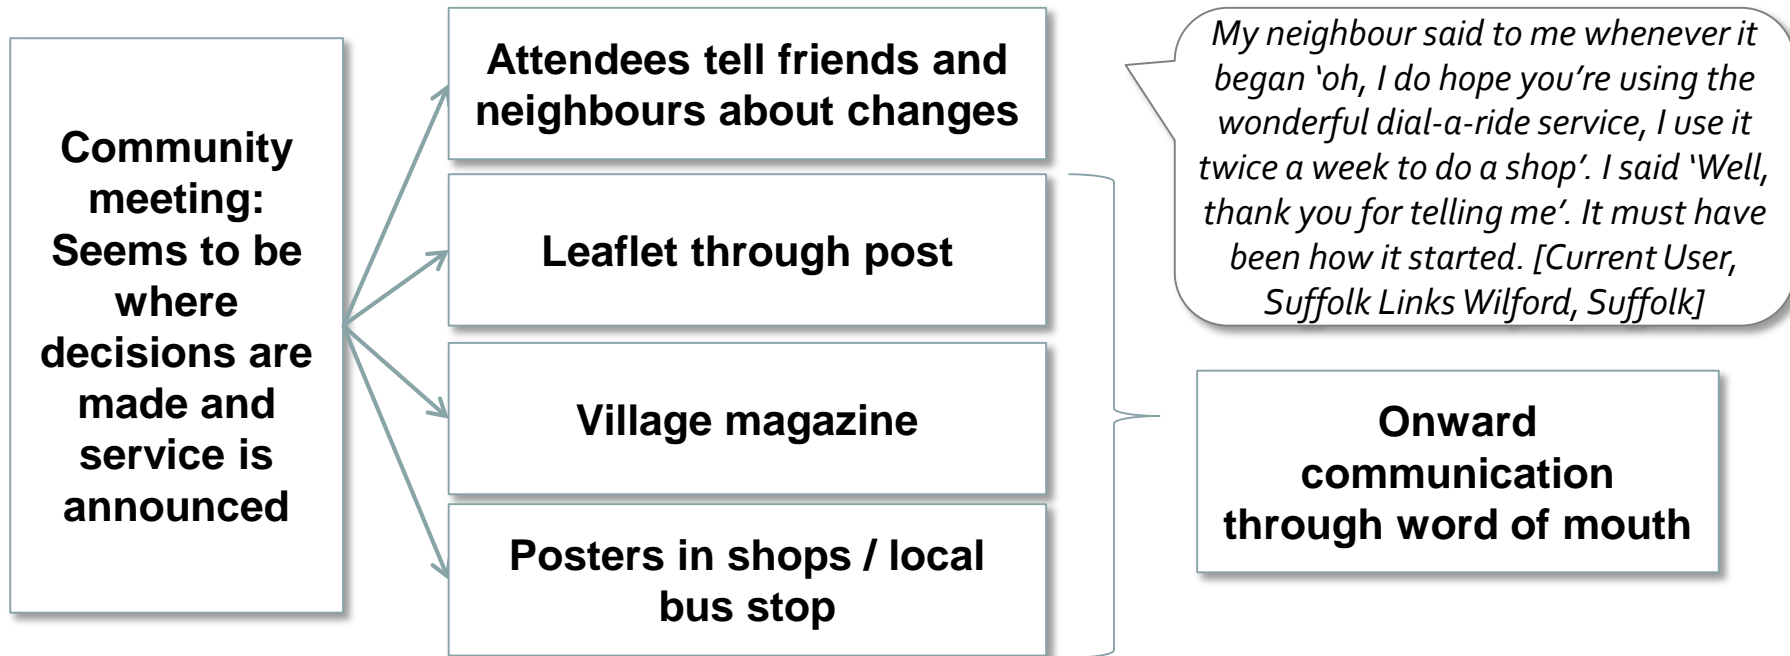 Community
meeting:
Seems to be
where
decisions are
made and
service is
announced
Attendees tell friends and
neighbours about changes
Leaflet through post
Village magazine
Posters in shops / local
bus stop
My neighbour said to me whenever it
began ‘oh, I do hope you’re using the
wonderful dial-a-ride service, I use it
twice a week to do a shop’. I said ‘Well,
thank you for telling me’. It must have
been how it started. [Current User,
Suffolk Links Wilford, Suffolk]
Onward
communication
through word of mouth